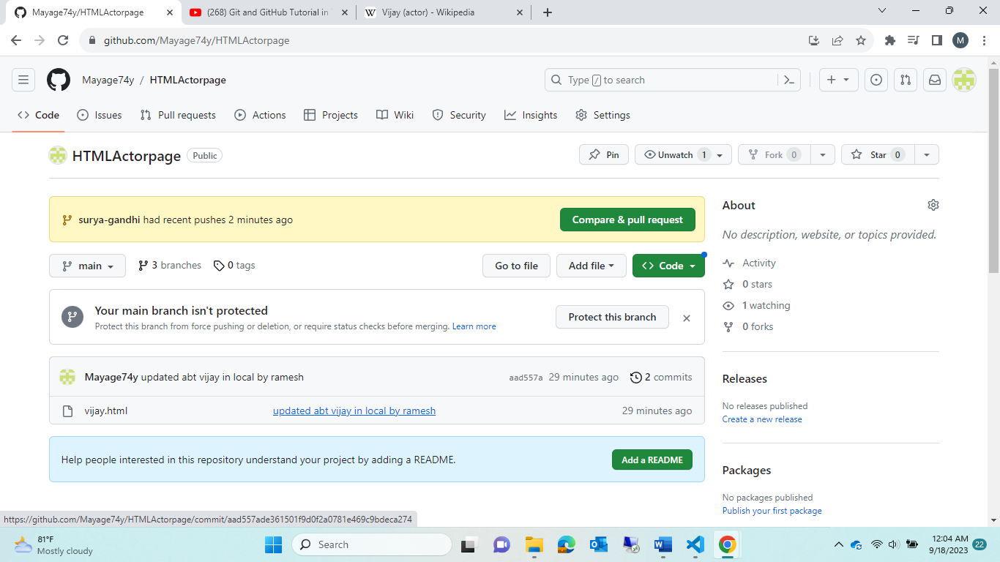 Mayage74y/HTMLActorpage
(268) Git and GitHub Tutorial in
Vijay (actor) - Wikipedia
github.com/Mayage74y/HTMLActorpage
M
Mayage74y / HTMLActorpage
Type / to search
Code
Issues
Pull requests
Actions
Projects
Wiki
Security
Insights
Settings
HTMLActorpage Public
Pin
Unwatch 1
Fork 0
Star 0
surya-gandhi had recent pushes 2 minutes ago
Compare & pull request
main
3 branches
0 tags
Go to file
Add file
Code
Your main branch isn't protected
Protect this branch from force pushing or deletion, or require status checks before merging. Learn more
Protect this branch
Mayage74y updated abt vijay in local by ramesh
aad557a 29 minutes ago
2 commits
vijay.html
updated abt vijay in local by ramesh
29 minutes ago
Help people interested in this repository understand your project by adding a README.
Add a README
About
No description, website, or topics provided.
Activity
0 stars
1 watching
0 forks
Releases
No releases published
Create a new release
Packages
No packages published
Publish your first package
https://github.com/Mayage74y/HTMLActorpage/commit/aad557ade361501f9d0f2a0781e469c9bdeca274
81°F
Mostly cloudy
Search
12:04 AM
9/18/2023
22